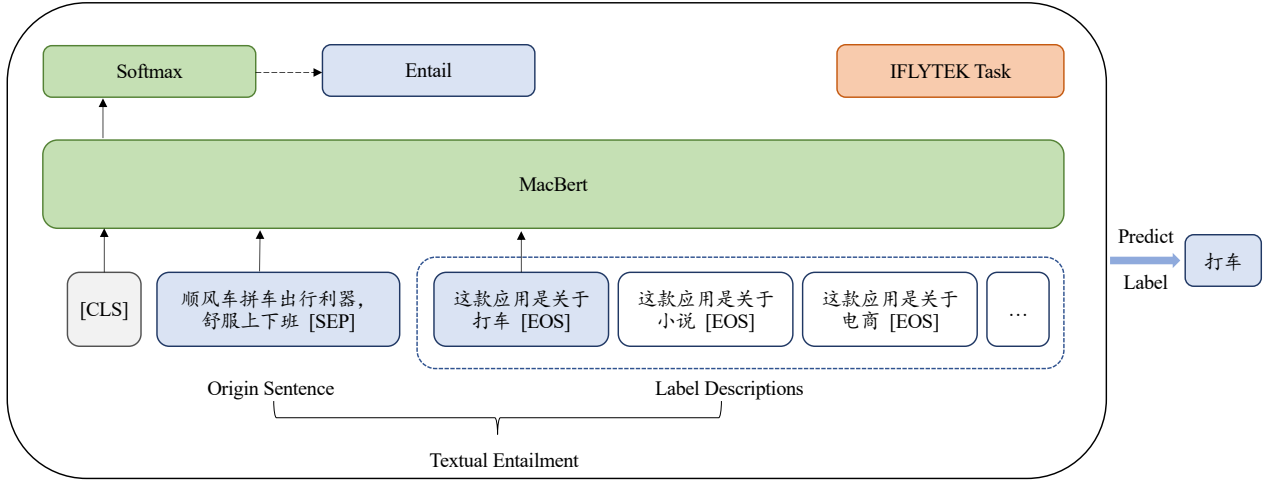 Softmax
Entail
IFLYTEK Task
MacBert
Predict
Label
打车
[CLS]
顺风车拼车出行利器，
舒服上下班 [SEP]
这款应用是关于
打车 [EOS]
这款应用是关于
小说 [EOS]
这款应用是关于
电商 [EOS]
...
Origin Sentence
Label Descriptions
Textual Entailment